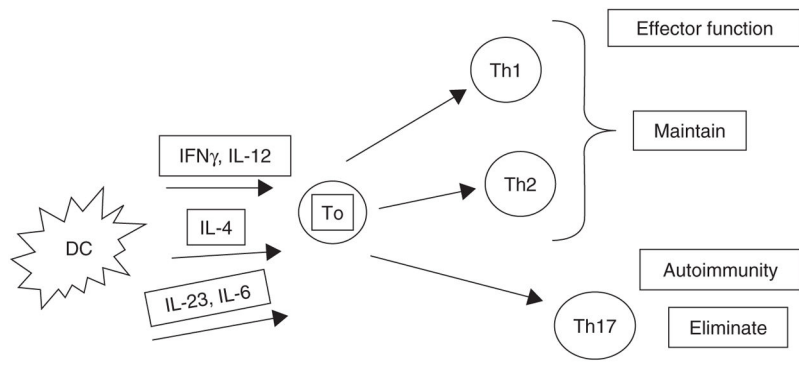 Effector function
Th1
Maintain
IFNγ, IL-12
Th2
To
IL-4
DC
Autoimmunity
IL-23, IL-6
Th17
Eliminate